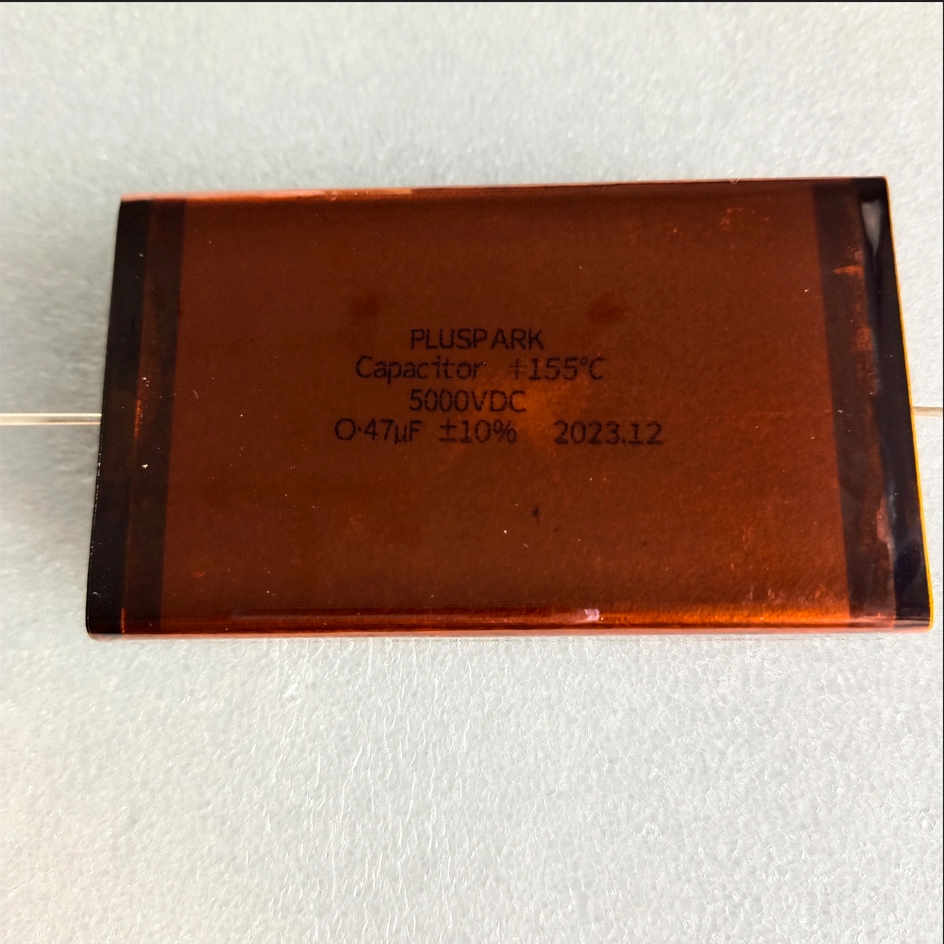 PLUSPARK
Capacitor +155°C
5000VDC
0.47µF ±10% 2023.12